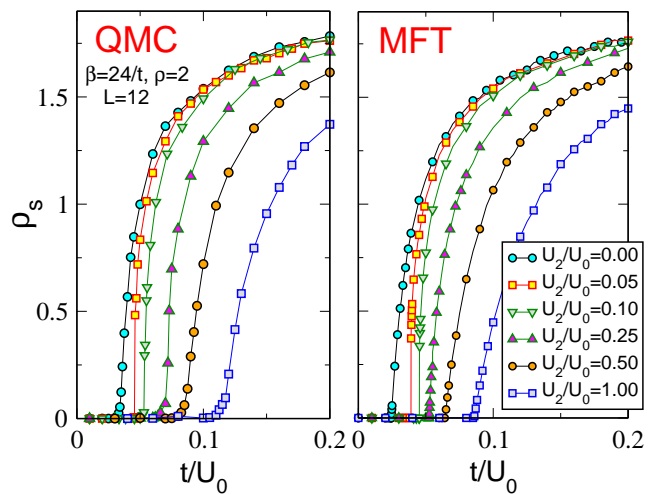 QMC
β=24/t, ρ=2
L=12
MFT
ρs
1.5
1
0.5
0
0 0.1 0.2
t/U0
0 0.1 0.2
t/U0
U2/U0=0.00
U2/U0=0.05
U2/U0=0.10
U2/U0=0.25
U2/U0=0.50
U2/U0=1.00